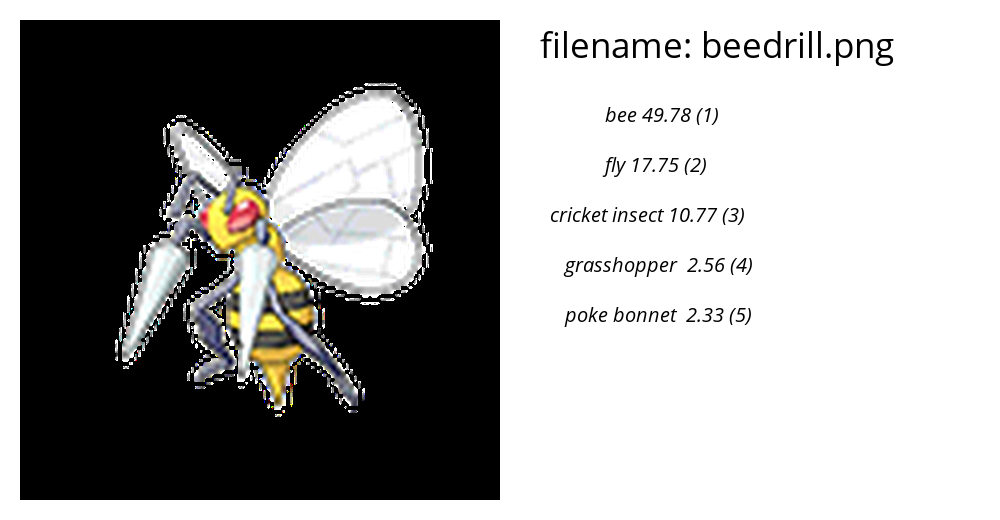 filename: beedrill.png
bee 49.78 (1)
fly 17.75 (2)
cricket insect 10.77 (3)
grasshopper 2.56 (4)
poke bonnet 2.33 (5)